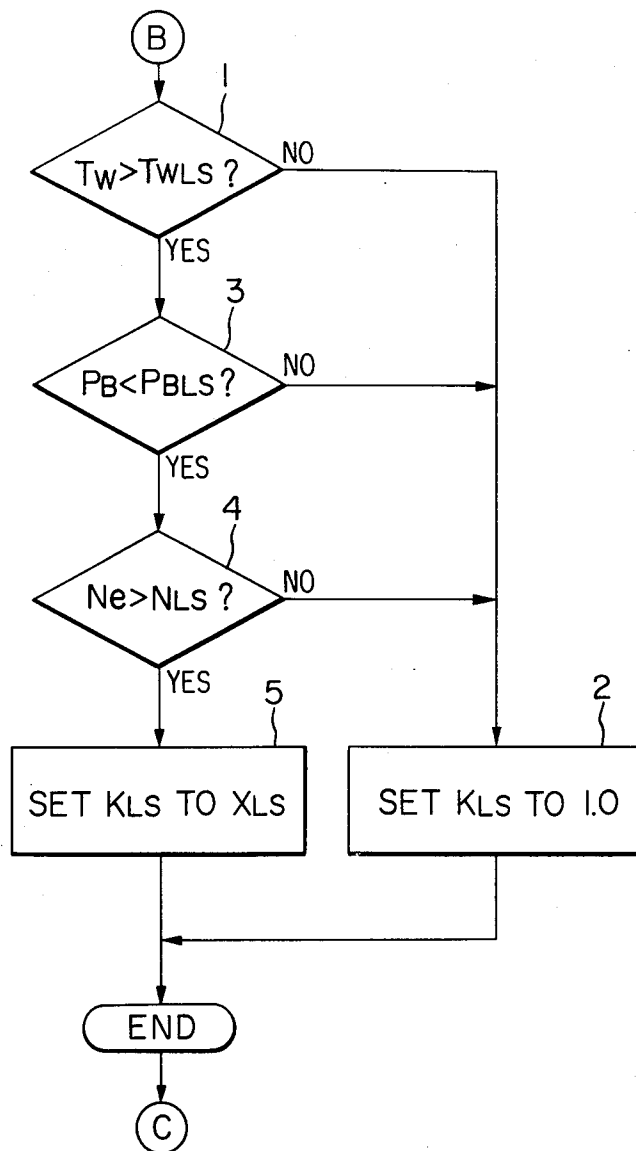 B
1
TW>TWLS?
NO
YES
3
PB<PBLS?
NO
YES
4
Ne>NLS?
NO
YES
5
2
SET KLS TO XLS
SET KLS TO 1.0
END
C